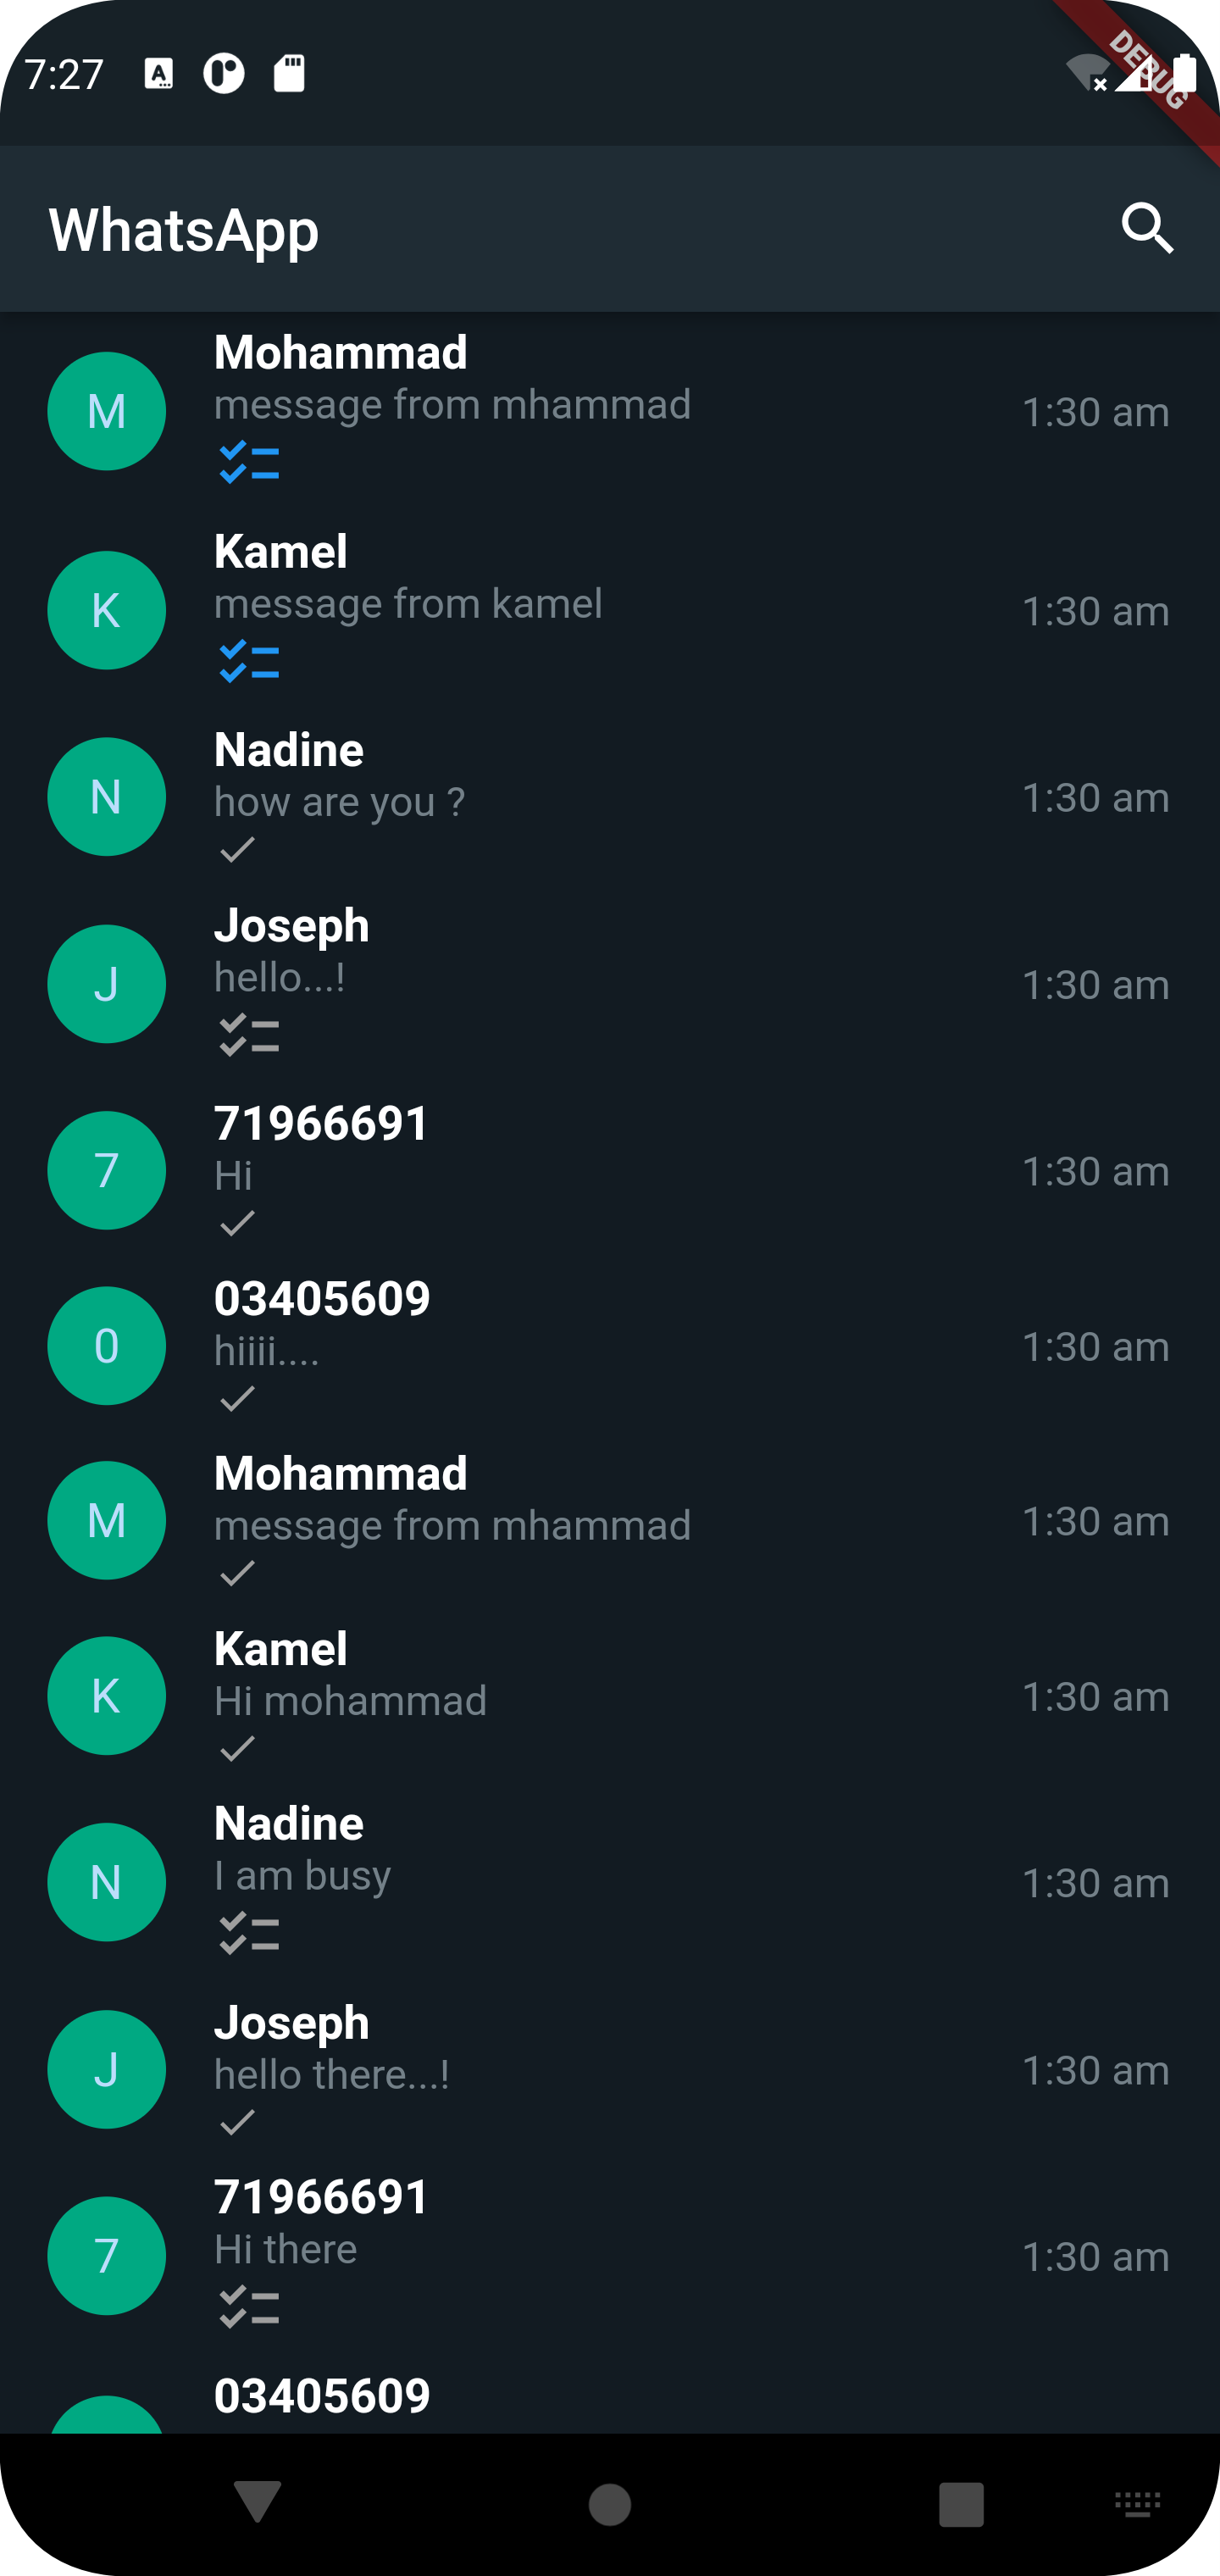 7:27
DEBUG
WhatsApp
Mohammad
message from mhammad
1:30 am
M
Kamel
message from kamel
1:30 am
K
Nadine
how are you ?
1:30 am
N
Joseph
hello...!
1:30 am
J
71966691
Hi
1:30 am
7
03405609
hiiii....
1:30 am
0
Mohammad
message from mhammad
1:30 am
M
Kamel
Hi mohammad
1:30 am
K
Nadine
I am busy
1:30 am
N
Joseph
hello there...!
1:30 am
J
71966691
Hi there
1:30 am
7
03405609